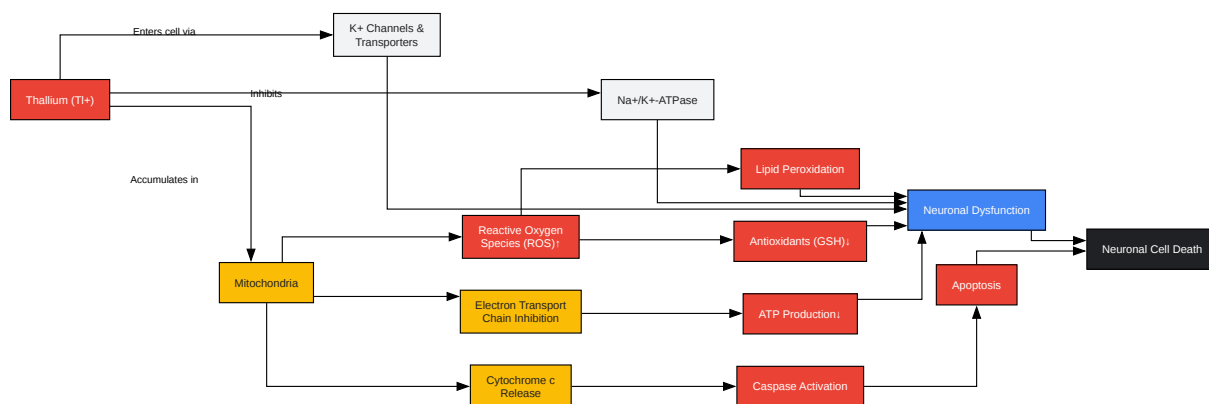 K+ Channels &
Transporters
Enters cell via
Thallium (Tl+)
Inhibits
Na+/K+-ATPase
Accumulates in
Lipid Peroxidation
Neuronal Dysfunction
Reactive Oxygen
Species (ROS)↑
Antioxidants (GSH)↓
Neuronal Cell Death
Mitochondria
Apoptosis
Electron Transport
Chain Inhibition
ATP Production↓
Cytochrome c
Release
Caspase Activation